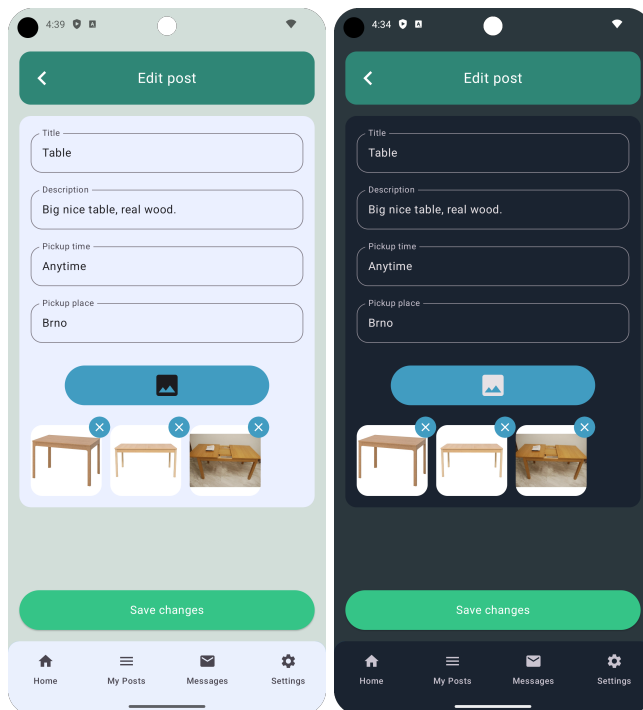 4:39
Edit post
Title
Table
Description
Big nice table, real wood.
Pickup time
Anytime
Pickup place
Brno
Save changes
Home My Posts Messages Settings
4:34
Edit post
Title
Table
Description
Big nice table, real wood.
Pickup time
Anytime
Pickup place
Brno
Save changes
Home My Posts Messages Settings